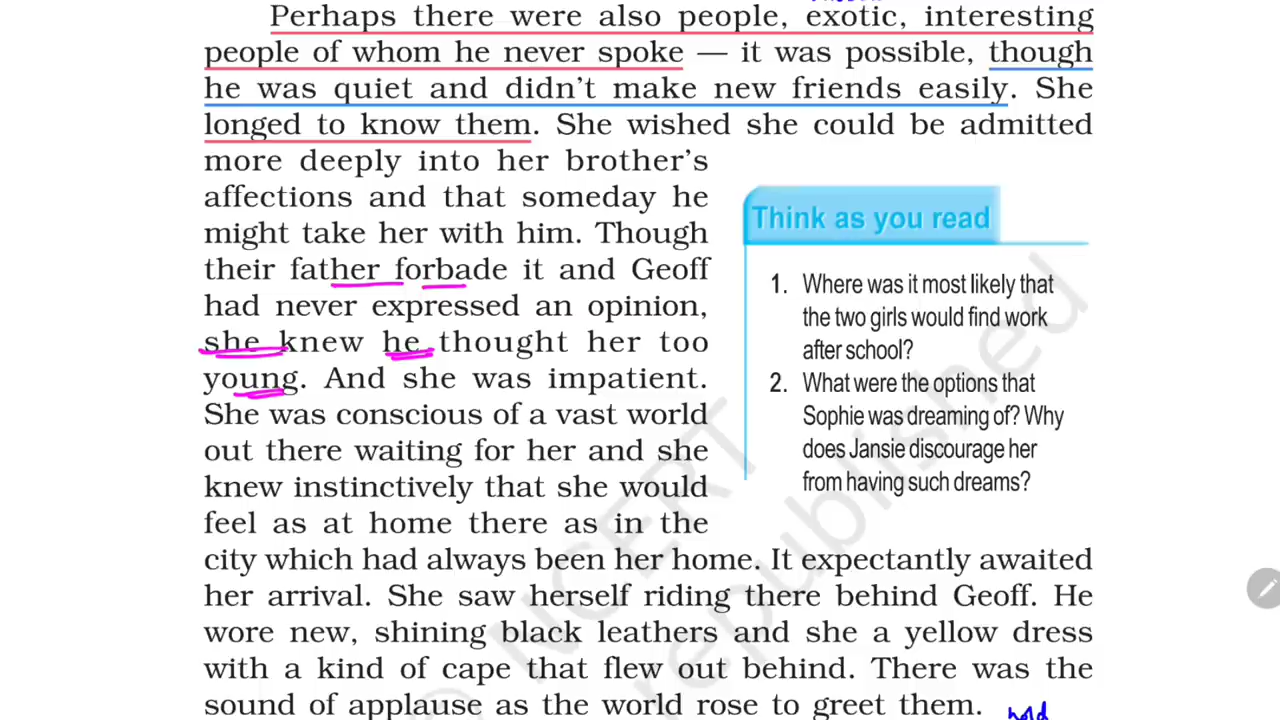 Perhaps there were also people, exotic, interesting
people of whom he never spoke — it was possible, though
he was quiet and didn't make new friends easily. She
longed to know them. She wished she could be admitted
more deeply into her brother's
affections and that someday he
might take her with him. Though
their father forbade it and Geoff
had never expressed an opinion,
she knew he thought her too
young. And she was impatient.
She was conscious of a vast world
out there waiting for her and she
knew instinctively that she would
feel as at home there as in the
city which had always been her home. It expectantly awaited
her arrival. She saw herself riding there behind Geoff. He
wore new, shining black leathers and she a yellow dress
with a kind of cape that flew out behind. There was the
sound of applause as the world rose to greet them.
Think as you read
1. Where was it most likely that
the two girls would find work
after school?
2. What were the options that
Sophie was dreaming of? Why
does Jansie discourage her
from having such dreams?
© NCERT
republished